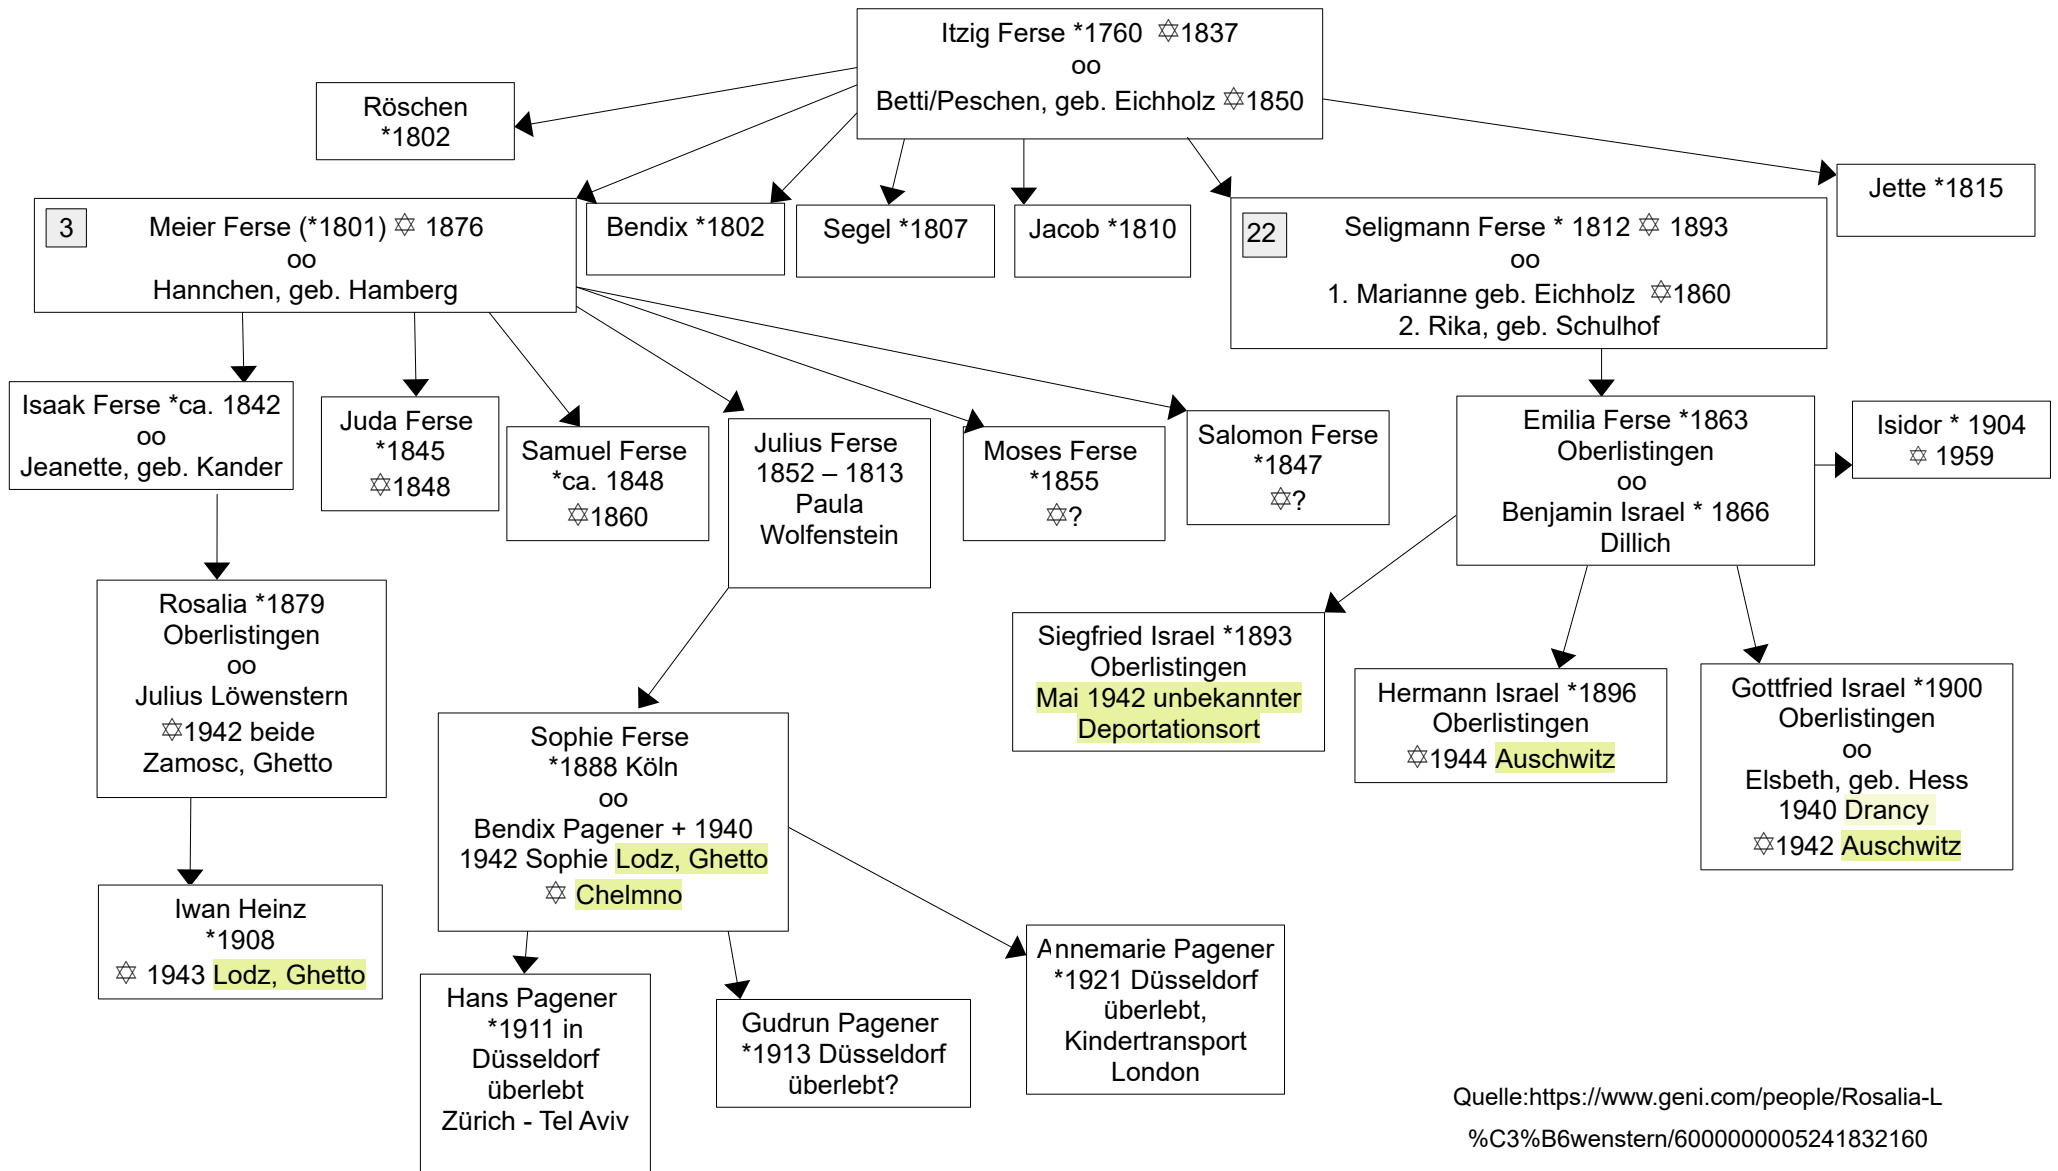 Itzig Ferse *1760 ✡1837
oo
Betti/Peschen, geb. Eichholz ✡1850
Röschen
*1802
Jette *1815
3
Meier Ferse (*1801) ✡ 1876
oo
Hannchen, geb. Hamberg
Bendix *1802
Segel *1807
Jacob *1810
22
Seligmann Ferse * 1812 ✡ 1893
oo
1. Marianne geb. Eichholz ✡1860
2. Rika, geb. Schulhof
Isaak Ferse *ca. 1842
oo
Jeanette, geb. Kander
Juda Ferse
*1845
✡1848
Samuel Ferse
*ca. 1848
✡1860
Julius Ferse
1852 – 1813
Paula
Wolfenstein
Moses Ferse
*1855
✡?
Salomon Ferse
*1847
✡?
Emilia Ferse *1863
Oberlistingen
oo
Benjamin Israel * 1866
Dillich
Isidor * 1904
✡ 1959
Rosalia *1879
Oberlistingen
oo
Julius Löwenstern
✡1942 beide
Zamosc, Ghetto
Siegfried Israel *1893
Oberlistingen
Mai 1942 unbekannter
Deportationsort
Hermann Israel *1896
Oberlistingen
✡1944 Auschwitz
Gottfried Israel *1900
Oberlistingen
oo
Elsbeth, geb. Hess
1940 Drancy
✡1942 Auschwitz
Sophie Ferse
*1888 Köln
oo
Bendix Pagener + 1940
1942 Sophie Lodz, Ghetto
✡ Chelmno
Iwan Heinz
*1908
✡ 1943 Lodz, Ghetto
Hans Pagener
*1911 in
Düsseldorf
überlebt
Zürich - Tel Aviv
Gudrun Pagener
*1913 Düsseldorf
überlebt?
Annemarie Pagener
*1921 Düsseldorf
überlebt,
Kindertransport
London
Quelle:https://www.geni.com/people/Rosalia-L
%C3%B6wenstern/6000000005241832160